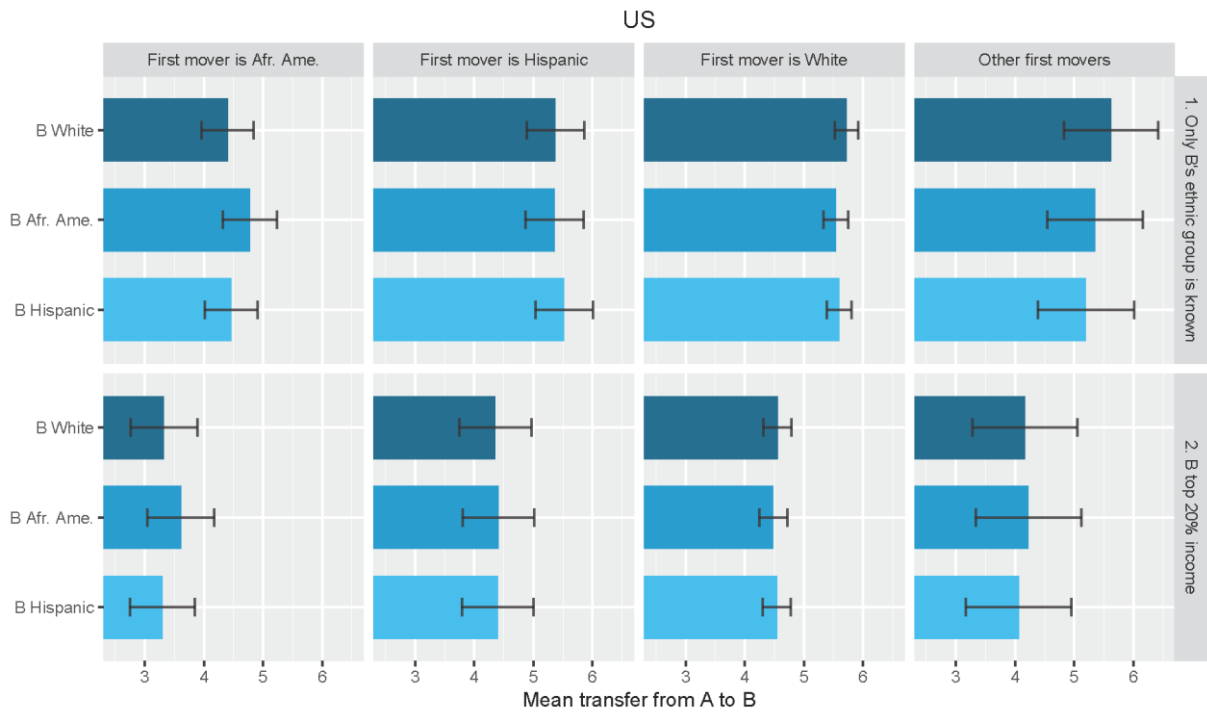 US
First mover is Afr. Ame.
First mover is Hispanic
First mover is White
Other first movers
B White
B Afr. Ame.
B Hispanic
1. Only B's ethnic group is known
B White
B Afr. Ame.
B Hispanic
2. B top 20% income
3 4 5 6 3 4 5 6 3 4 5 6 3 4 5 6
Mean transfer from A to B